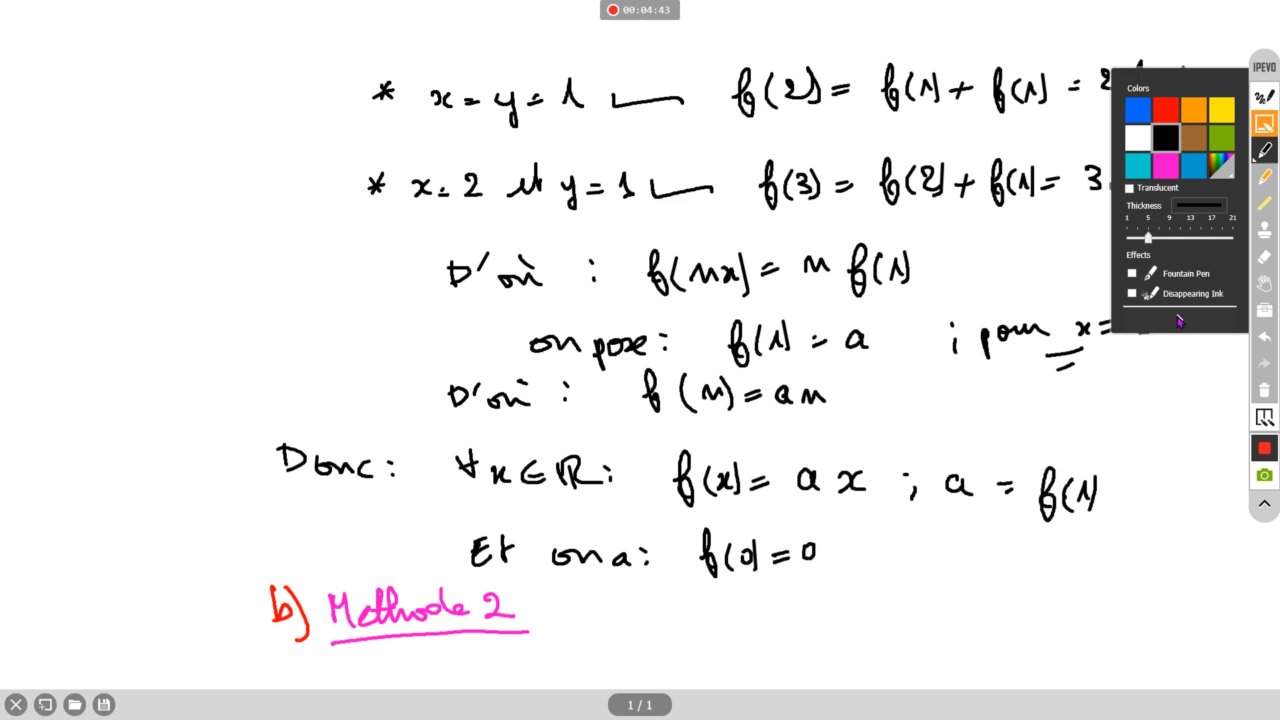 00:04:43
* x = y = 1 f(2) = f(1) + f(1) = 2
* x = 2 et y = 1 f(3) = f(2) + f(1) = 3
D'où : f(nx) = n f(1)
on pose : f(1) = a ; pour x =
D'où : f(n) = an
Donc : ∀x ∈ ℝ : f(x) = a x ; a = f(1)
Et on a : f(0) = 0
b) Methode 2
IPEVO
Colors
Translucent
Thickness
1 5 9 13 17 21
Effects
Fountain Pen
Disappearing Ink
1 / 1